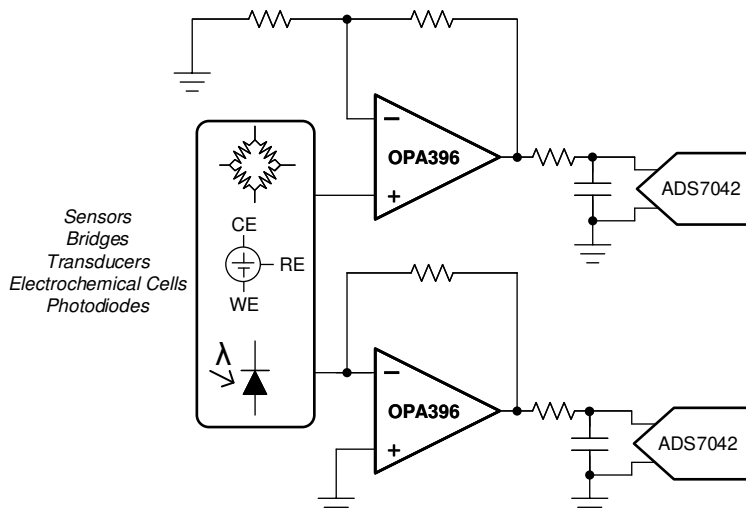 OPA396
ADS7042
Sensors
Bridges
Transducers
Electrochemical Cells
Photodiodes
CE
RE
WE
λ
OPA396
ADS7042